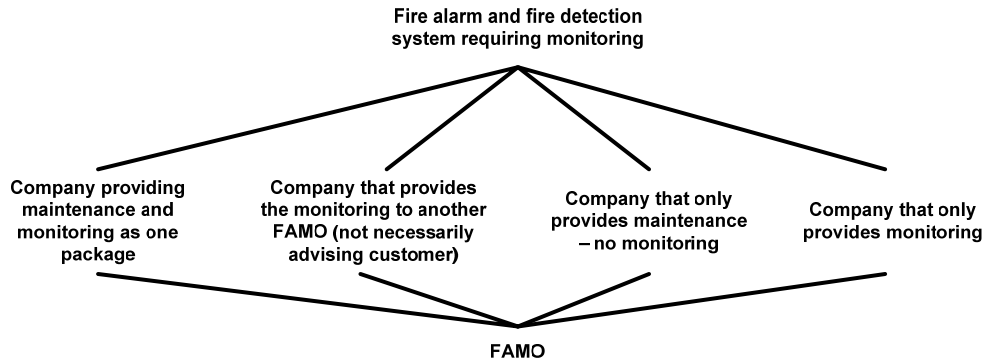 Fire alarm and fire detection
system requiring monitoring
Company providing
maintenance and
monitoring as one
package
Company that provides
the monitoring to another
FAMO (not necessarily
advising customer)
Company that only
provides maintenance
– no monitoring
Company that only
provides monitoring
FAMO